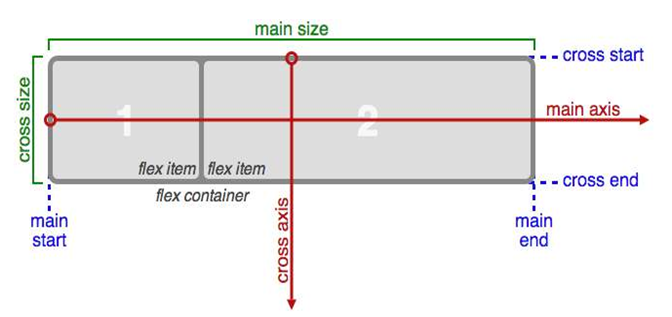 main size
cross start
cross size
1
2
main axis
flex item
flex item
flex container
cross end
main
start
cross axis
main
end